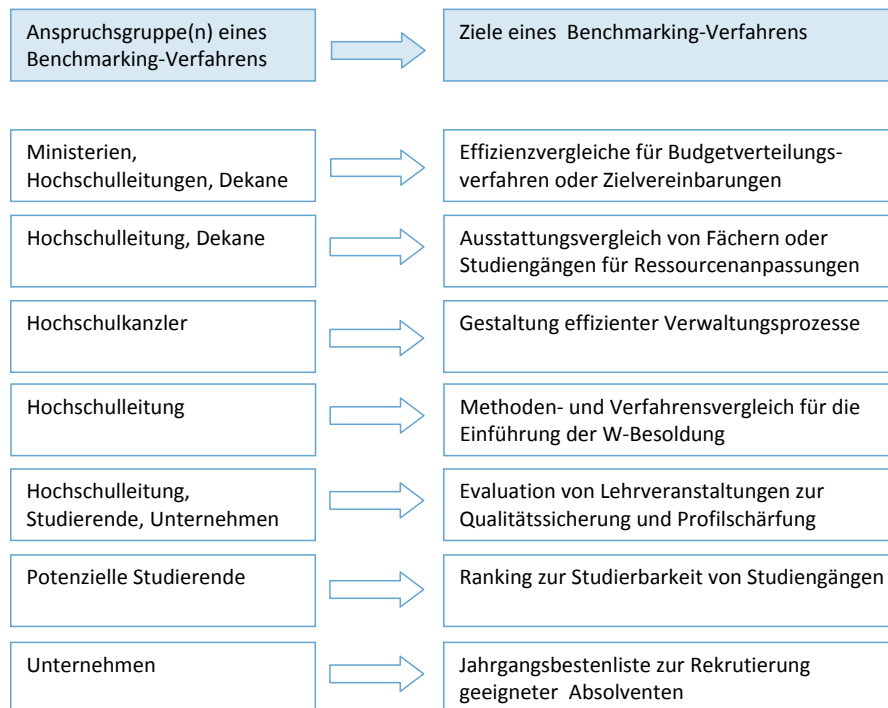 Anspruchsgruppe(n) eines
Benchmarking-Verfahrens
Ziele eines Benchmarking-Verfahrens
Ministerien,
Hochschulleitungen, Dekane
Effizienzvergleiche für Budgetverteilungs-
verfahren oder Zielvereinbarungen
Hochschulleitung, Dekane
Ausstattungsvergleich von Fächern oder
Studiengängen für Ressourcenanpassungen
Hochschulkanzler
Gestaltung effizienter Verwaltungsprozesse
Hochschulleitung
Methoden- und Verfahrensvergleich für die
Einführung der W-Besoldung
Hochschulleitung,
Studierende, Unternehmen
Evaluation von Lehrveranstaltungen zur
Qualitätssicherung und Profilschärfung
Potenzielle Studierende
Ranking zur Studierbarkeit von Studiengängen
Unternehmen
Jahrgangsbestenliste zur Rekrutierung
geeigneter Absolventen